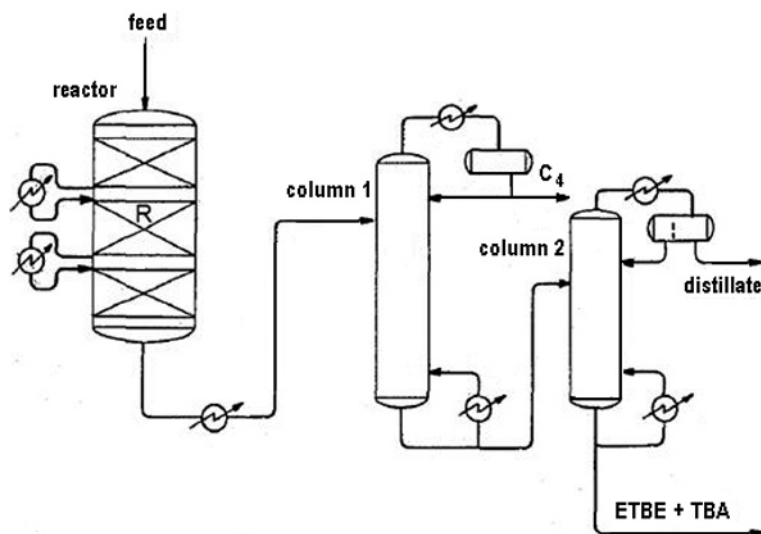 feed
reactor
R
column 1
C4
column 2
distillate
ETBE + TBA